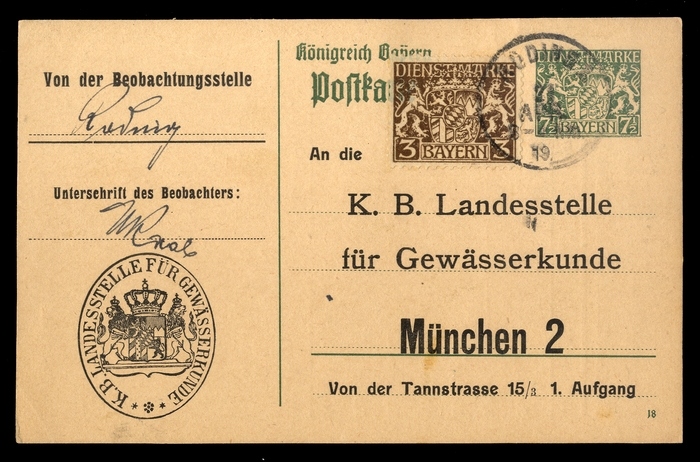 Von der Beobachtungsstelle
Unterschrift des Beobachters:
K. B. LANDESSTELLE FÜR GEWÄSSERKUNDE
Königreich Bayern
Postka
DIENSTMARKE
3 BAYERN 3
DIENSTMARKE
7½ BAYERN 7½
19
An die
K. B. Landesstelle
für Gewässerkunde
München 2
Von der Tannstrasse 15/3 1. Aufgang
18